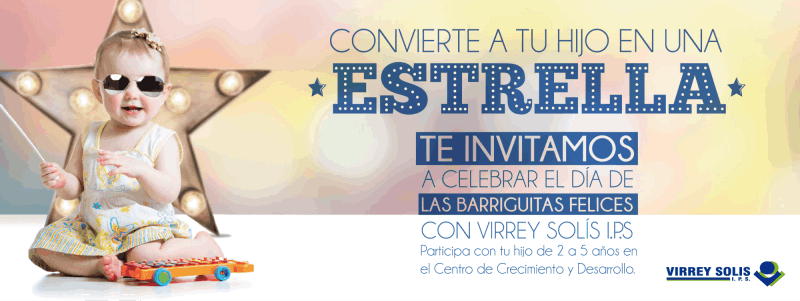 CONVIERTE A TU HIJO EN UNA
ESTRELLA
TE INVITAMOS
A CELEBRAR EL DÍA DE
LAS BARRIGUITAS FELICES
CON VIRREY SOLÍS I.P.S
Participa con tu hijo de 2 a 5 años en
el Centro de Crecimiento y Desarrollo.
VIRREY SOLIS
I. P. S.